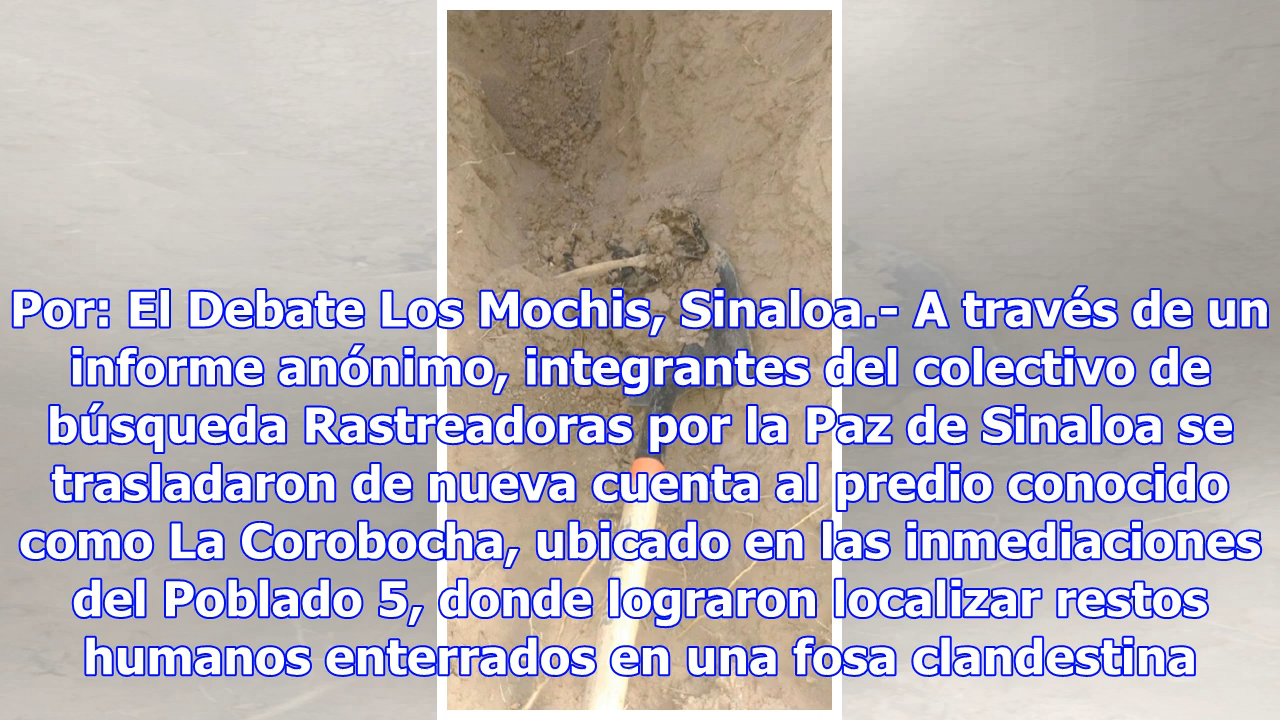 Por: El Debate Los Mochis, Sinaloa.- A través de un
informe anónimo, integrantes del colectivo de
búsqueda Rastreadoras por la Paz de Sinaloa se
trasladaron de nueva cuenta al predio conocido
como La Corobocha, ubicado en las inmediaciones
del Poblado 5, donde lograron localizar restos
humanos enterrados en una fosa clandestina